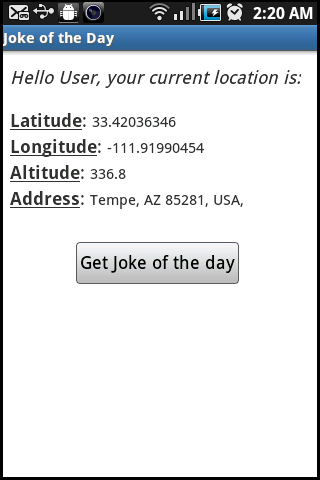 2:20 AM
Joke of the Day
Hello User, your current location is:
Latitude: 33.42036346
Longitude: -111.91990454
Altitude: 336.8
Address: Tempe, AZ 85281, USA,
Get Joke of the day